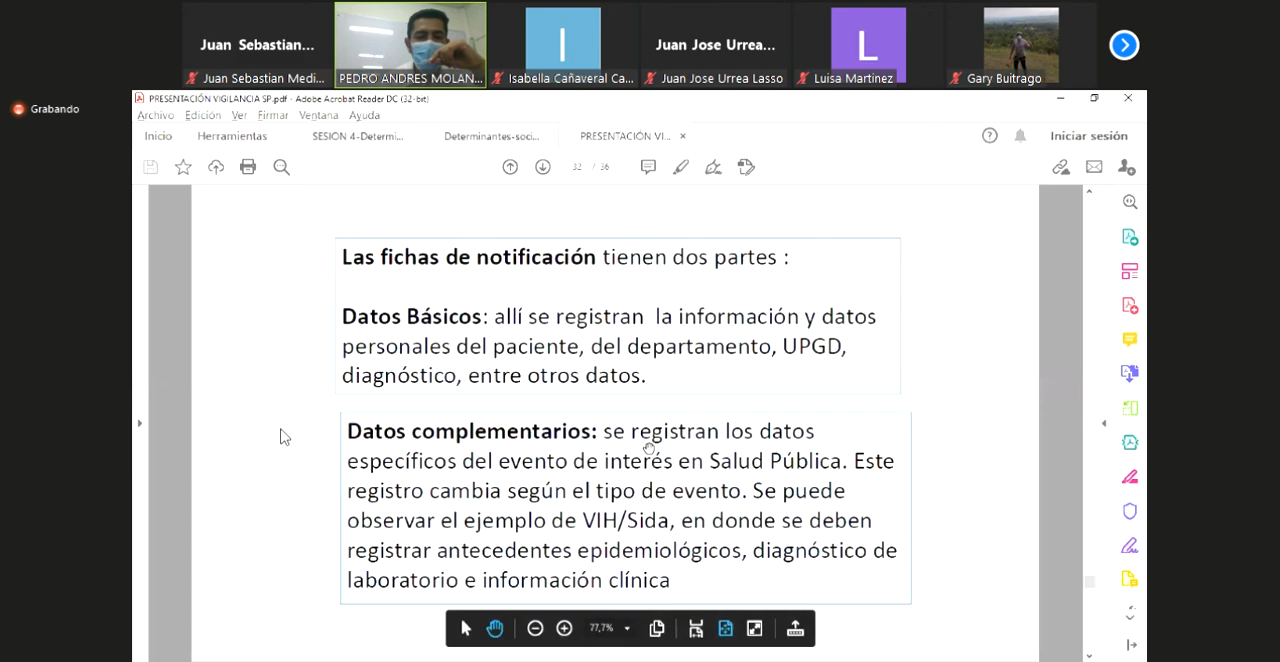 Juan Sebastian...
Juan Jose Urrea...
I
L
Juan Sebastian Medi...
PEDRO ANDRES MOLAN...
Isabella Cañaveral Ca...
Juan Jose Urrea Lasso
Luisa Martinez
Gary Buitrago
Grabando
PRESENTACIÓN VIGILANCIA SP.pdf - Adobe Acrobat Reader DC (32-bit)
Archivo Edición Ver Firmar Ventana Ayuda
Inicio Herramientas SESION 4-Determi... Determinantes-soci... PRESENTACIÓN VI... × Iniciar sesión
32 / 36
Las fichas de notificación tienen dos partes :
Datos Básicos: allí se registran la información y datos
personales del paciente, del departamento, UPGD,
diagnóstico, entre otros datos.
Datos complementarios: se registran los datos
específicos del evento de interés en Salud Pública. Este
registro cambia según el tipo de evento. Se puede
observar el ejemplo de VIH/Sida, en donde se deben
registrar antecedentes epidemiológicos, diagnóstico de
laboratorio e información clínica
77,7%